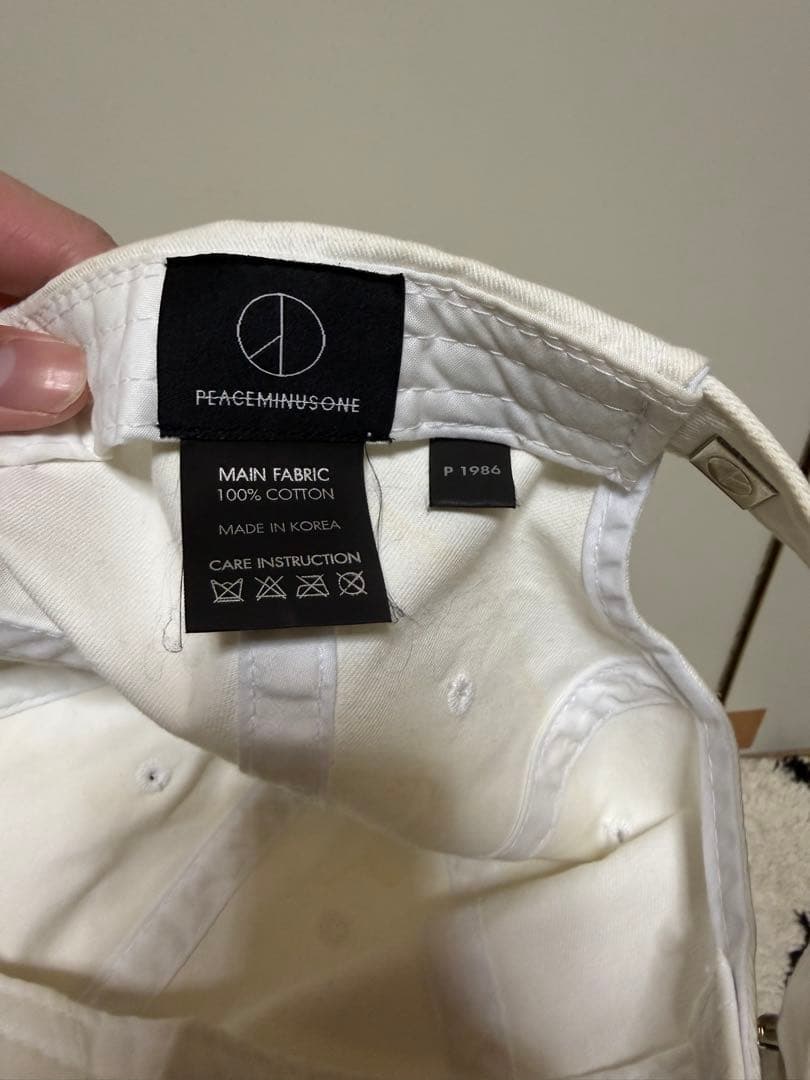 PEACEMINUSONE
MAIN FABRIC
100% COTTON
MADE IN KOREA
CARE INSTRUCTION
P 1986